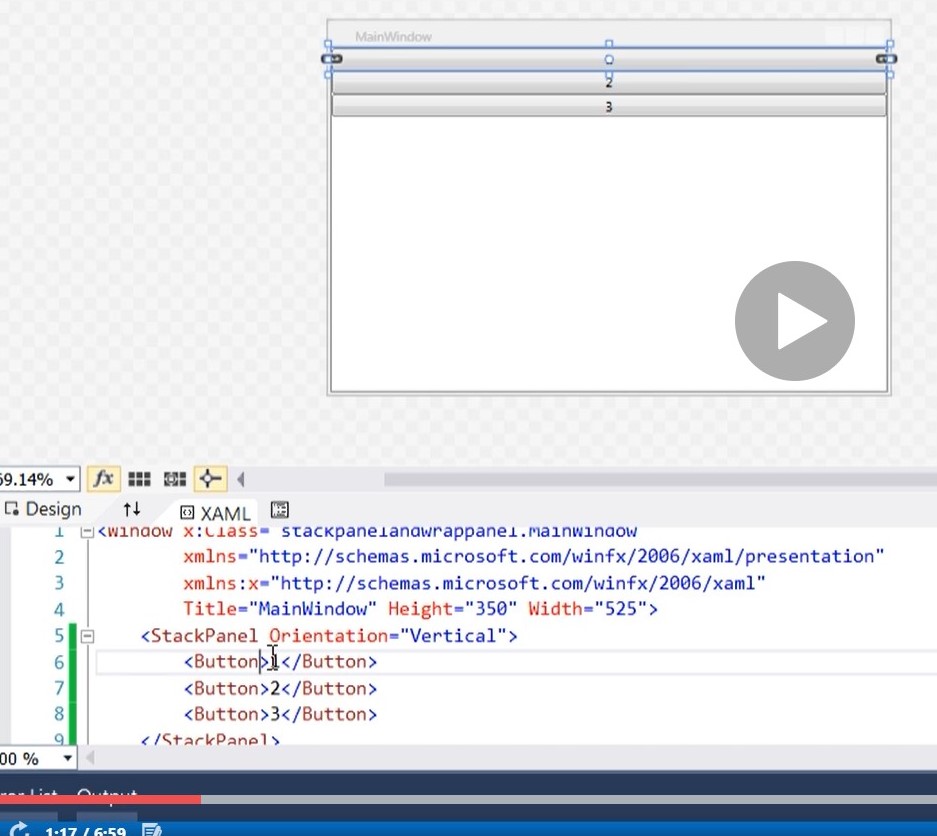 MainWindow
2
3
69.14%
fx
Design
XAML
1 <Window x:Class="stackpanelandwrappanel.MainWindow
2 xmlns="http://schemas.microsoft.com/winfx/2006/xaml/presentation"
3 xmlns:x="http://schemas.microsoft.com/winfx/2006/xaml"
4 Title="MainWindow" Height="350" Width="525">
5 <StackPanel Orientation="Vertical">
6 <Button>1</Button>
7 <Button>2</Button>
8 <Button>3</Button>
9 </StackPanel>
00 %
Output
1:17 / 6:59